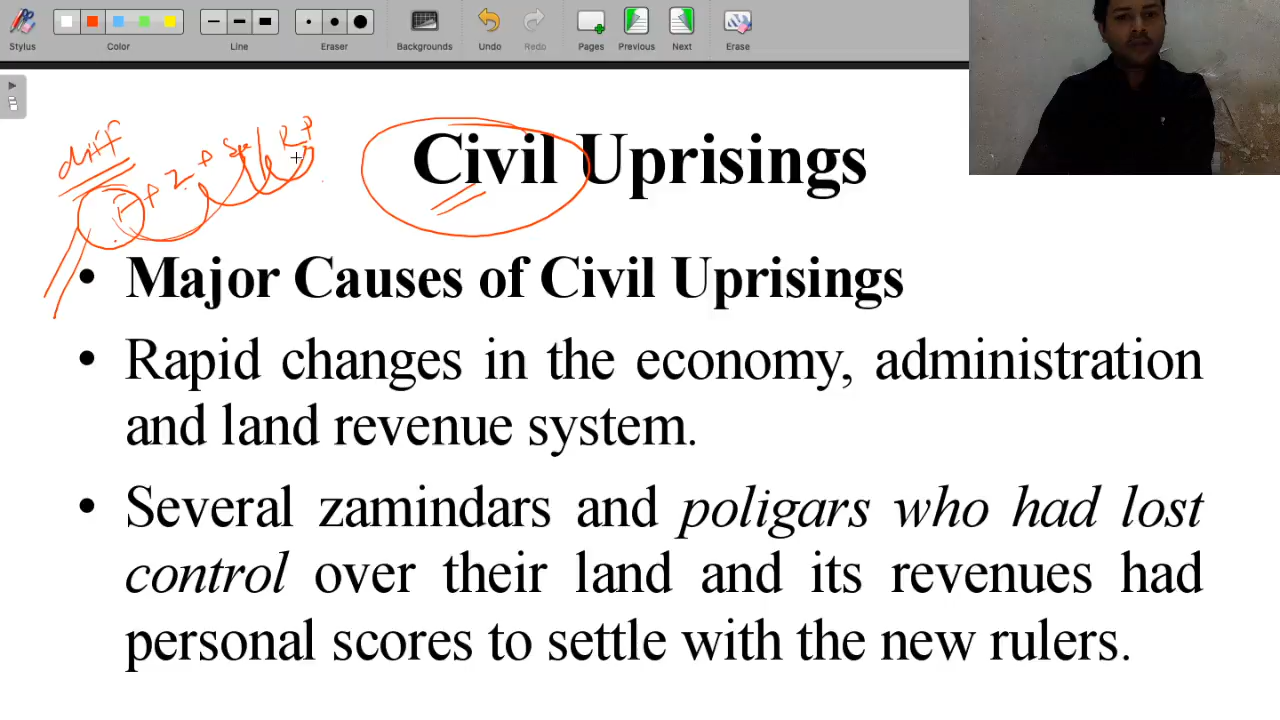 Stylus Color Line Eraser Backgrounds Undo Redo Pages Previous Next Erase
diff
Civil Uprisings
• Major Causes of Civil Uprisings
• Rapid changes in the economy, administration
and land revenue system.
• Several zamindars and poligars who had lost
control over their land and its revenues had
personal scores to settle with the new rulers.